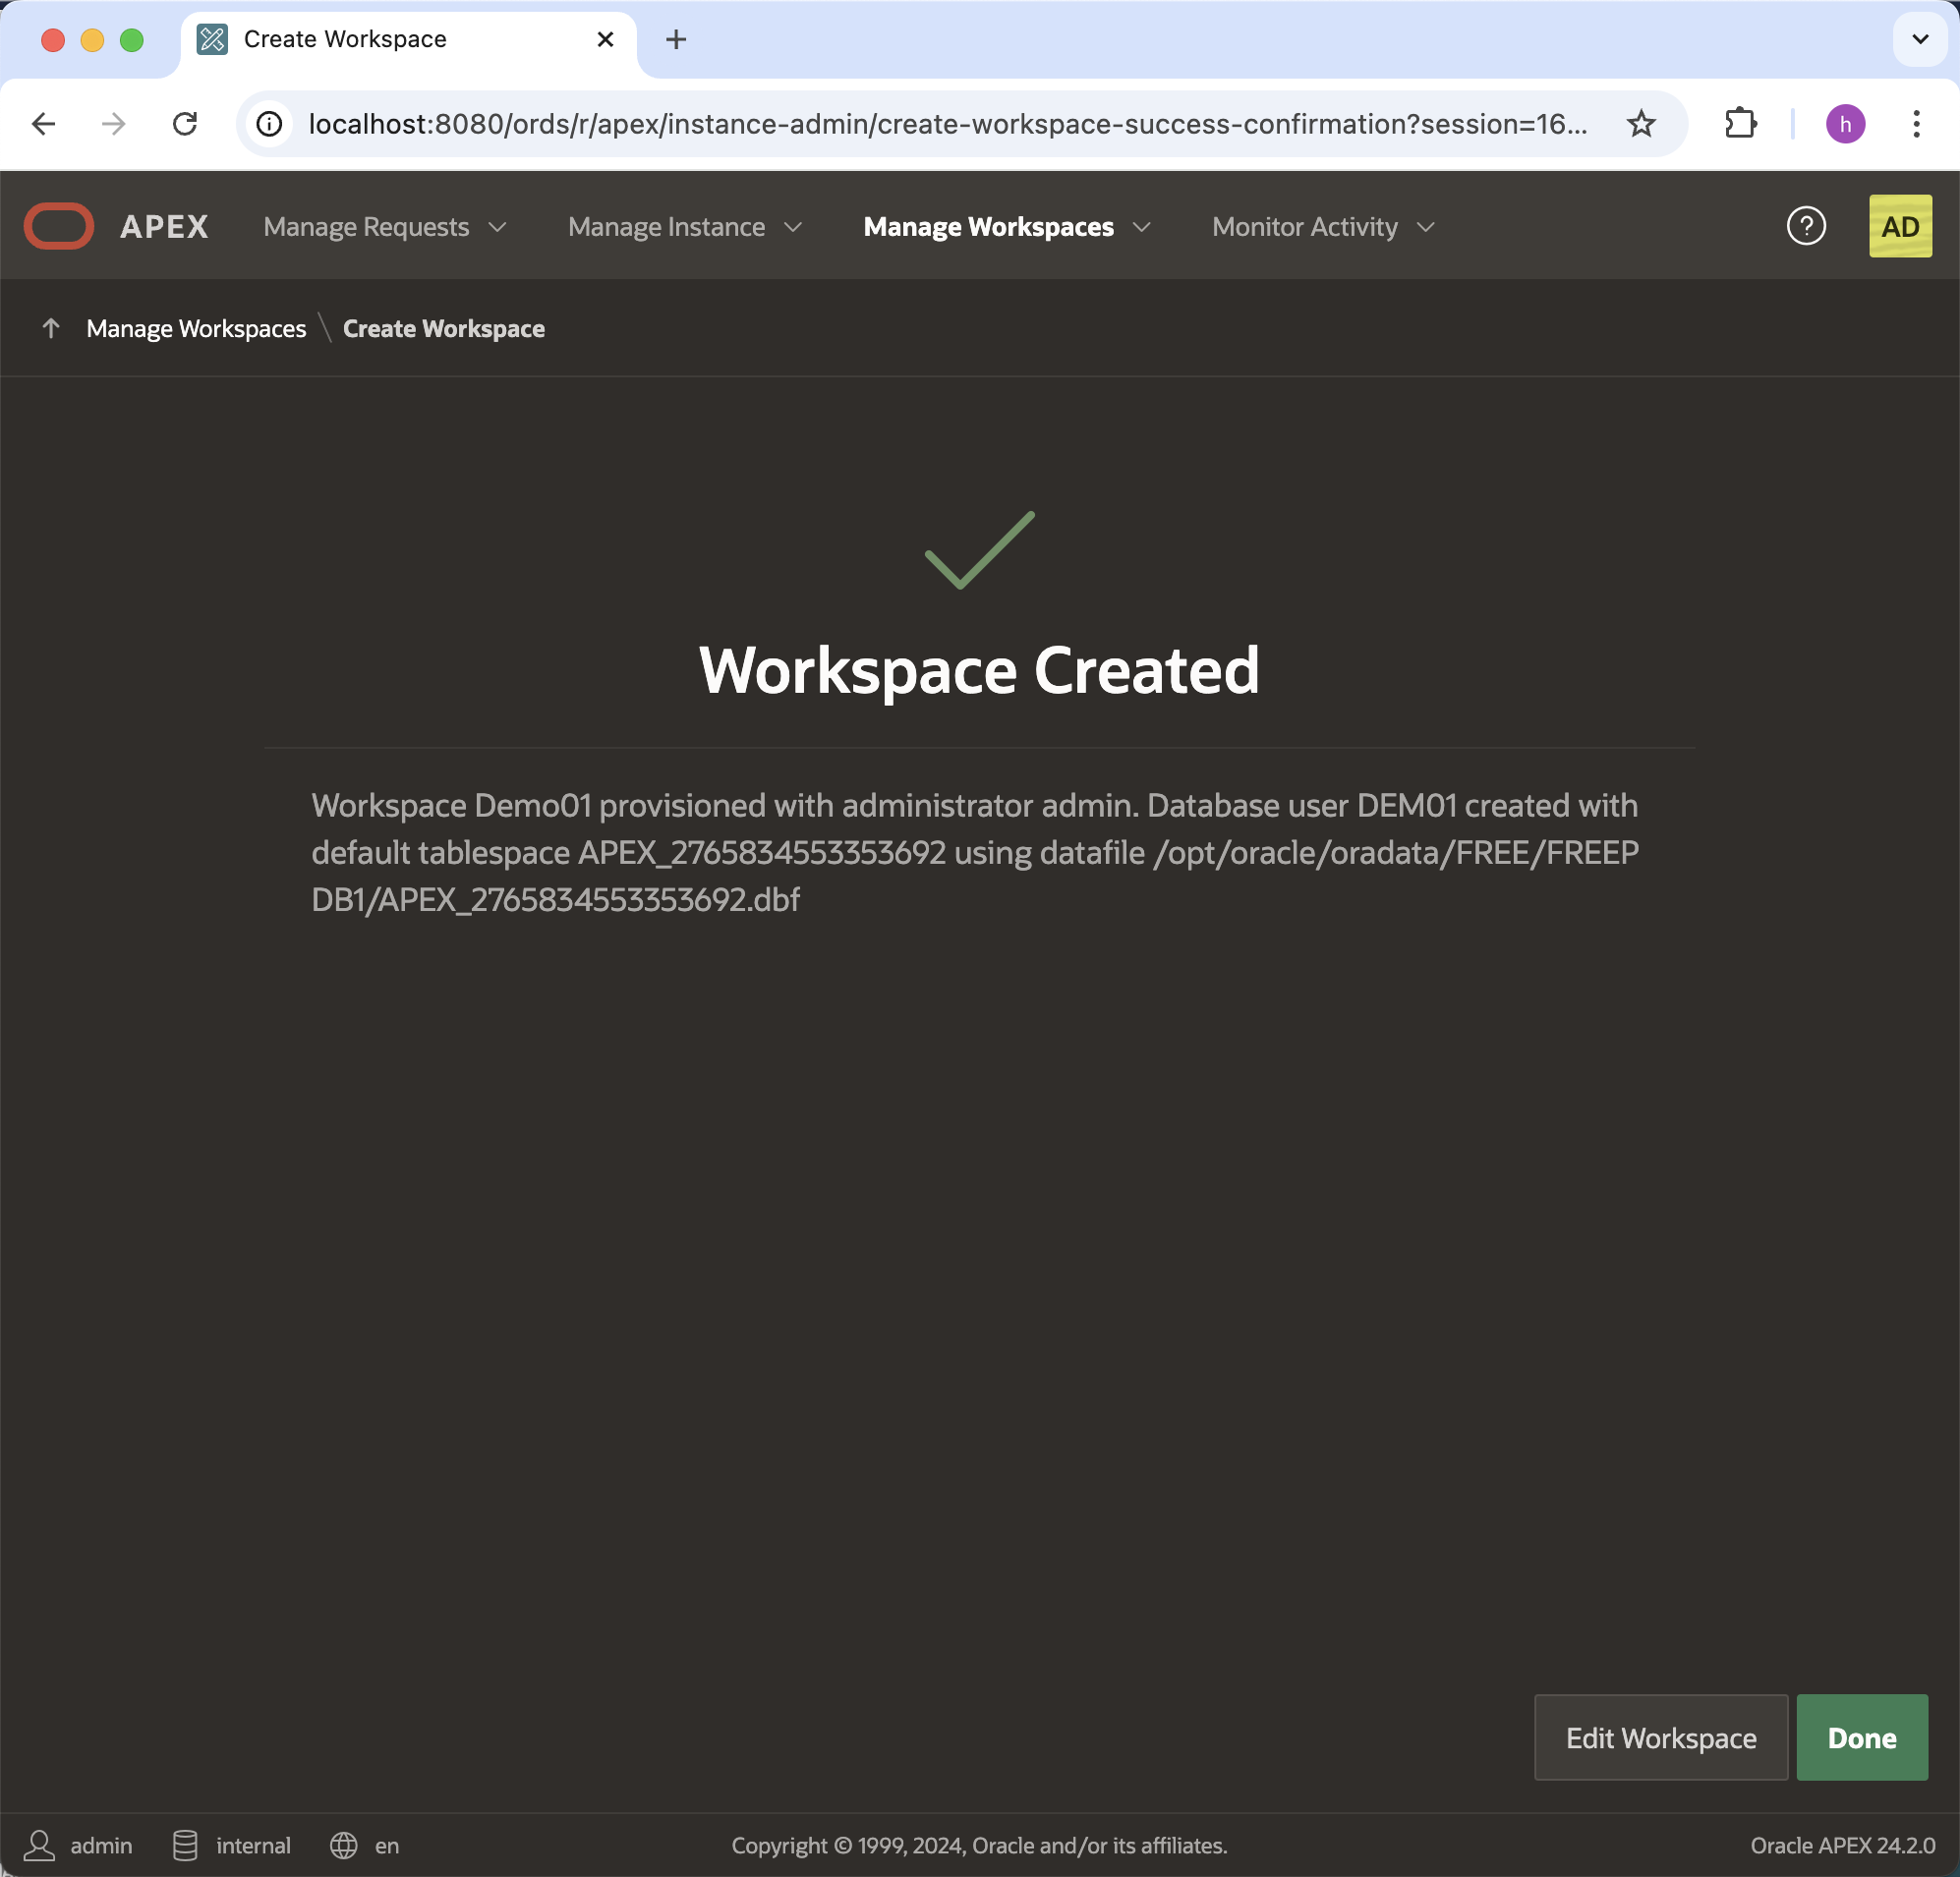 Create Workspace
localhost:8080/ords/r/apex/instance-admin/create-workspace-success-confirmation?session=16...
h
APEX Manage Requests Manage Instance Manage Workspaces Monitor Activity ? AD
Manage Workspaces \ Create Workspace
Workspace Created
Workspace Demo01 provisioned with administrator admin. Database user DEM01 created with
default tablespace APEX_2765834553353692 using datafile /opt/oracle/oradata/FREE/FREEP
DB1/APEX_2765834553353692.dbf
Edit Workspace Done
admin internal en Copyright © 1999, 2024, Oracle and/or its affiliates. Oracle APEX 24.2.0